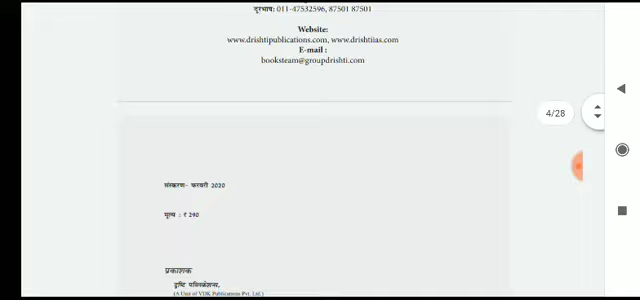 दूरभाष: 011-47532596, 87501 87501
Website:
www.drishtipublications.com, www.drishtiias.com
E-mail :
booksteam@groupdrishti.com
4/28
संस्करण- फरवरी 2020
मूल्य : ₹ 240
प्रकाशक
दृष्टि पब्लिकेशन्स,
(A Unit of VDK Publications Pvt. Ltd.)